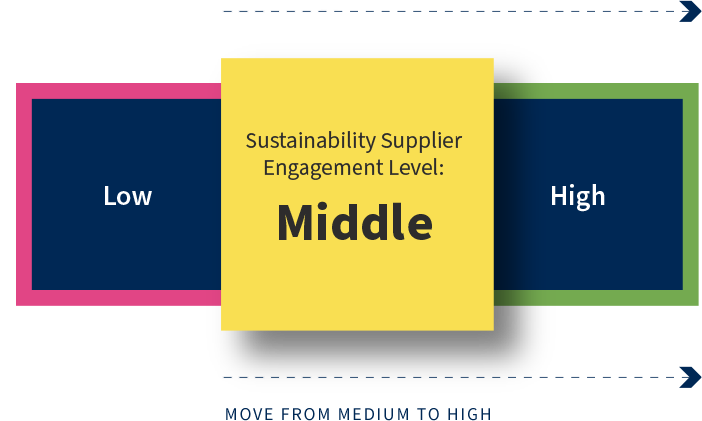 Low
Sustainability Supplier
Engagement Level:
Middle
High
MOVE FROM MEDIUM TO HIGH